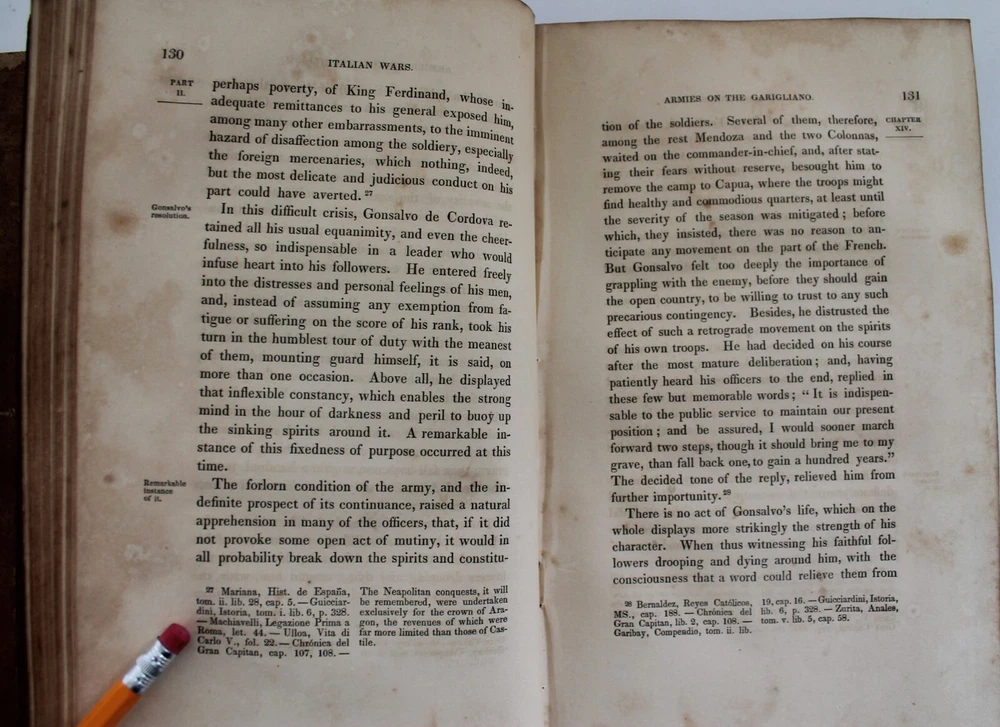 130
ITALIAN WARS.
PART
II.
perhaps poverty, of King Ferdinand, whose in-
adequate remittances to his general exposed him,
among many other embarrassments, to the imminent
hazard of disaffection among the soldiery, especially
the foreign mercenaries, which nothing, indeed,
but the most delicate and judicious conduct on his
part could have averted. 27
Gonsalvo's
resolution.
In this difficult crisis, Gonsalvo de Cordova re-
tained all his usual equanimity, and even the cheer-
fulness, so indispensable in a leader who would
infuse heart into his followers. He entered freely
into the distresses and personal feelings of his men,
and, instead of assuming any exemption from fa-
tigue or suffering on the score of his rank, took his
turn in the humblest tour of duty with the meanest
of them, mounting guard himself, it is said, on
more than one occasion. Above all, he displayed
that inflexible constancy, which enables the strong
mind in the hour of darkness and peril to buoy up
the sinking spirits around it. A remarkable in-
stance of this fixedness of purpose occurred at this
time.
Remarkable
instance
of it.
The forlorn condition of the army, and the in-
definite prospect of its continuance, raised a natural
apprehension in many of the officers, that, if it did
not provoke some open act of mutiny, it would in
all probability break down the spirits and constitu-
27 Mariana, Hist. de España,
tom. ii. lib. 28, cap. 5. — Guicciar-
dini, Istoria, tom. i. lib. 6, p. 328.
— Machiavelli, Legazione Prima a
Roma, let. 44. — Ulloa, Vita di
Carlo V., fol. 22. — Chrónica del
Gran Capitan, cap. 107, 108. —
The Neapolitan conquests, it will
be remembered, were undertaken
exclusively for the crown of Ara-
gon, the revenues of which were
far more limited than those of Cas-
tile.
ARMIES ON THE GARIGLIANO.
131
CHAPTER
XIV.
tion of the soldiers. Several of them, therefore,
among the rest Mendoza and the two Colonnas,
waited on the commander-in-chief, and, after stat-
ing their fears without reserve, besought him to
remove the camp to Capua, where the troops might
find healthy and commodious quarters, at least until
the severity of the season was mitigated; before
which, they insisted, there was no reason to an-
ticipate any movement on the part of the French.
But Gonsalvo felt too deeply the importance of
grappling with the enemy, before they should gain
the open country, to be willing to trust to any such
precarious contingency. Besides, he distrusted the
effect of such a retrograde movement on the spirits
of his own troops. He had decided on his course
after the most mature deliberation; and, having
patiently heard his officers to the end, replied in
these few but memorable words; "It is indispen-
sable to the public service to maintain our present
position; and be assured, I would sooner march
forward two steps, though it should bring me to my
grave, than fall back one, to gain a hundred years."
The decided tone of the reply, relieved him from
further importunity. 28
There is no act of Gonsalvo's life, which on the
whole displays more strikingly the strength of his
character. When thus witnessing his faithful fol-
lowers drooping and dying around him, with the
consciousness that a word could relieve them from
28 Bernaldez, Reyes Católicos,
MS., cap. 188. — Chrónica del
Gran Capitan, lib. 2, cap. 108. —
Garibay, Compendio, tom. ii. lib.
19, cap. 16. — Guicciardini, Istoria,
lib. 6, p. 328. — Zurita, Anales,
tom. v. lib. 5, cap. 58.